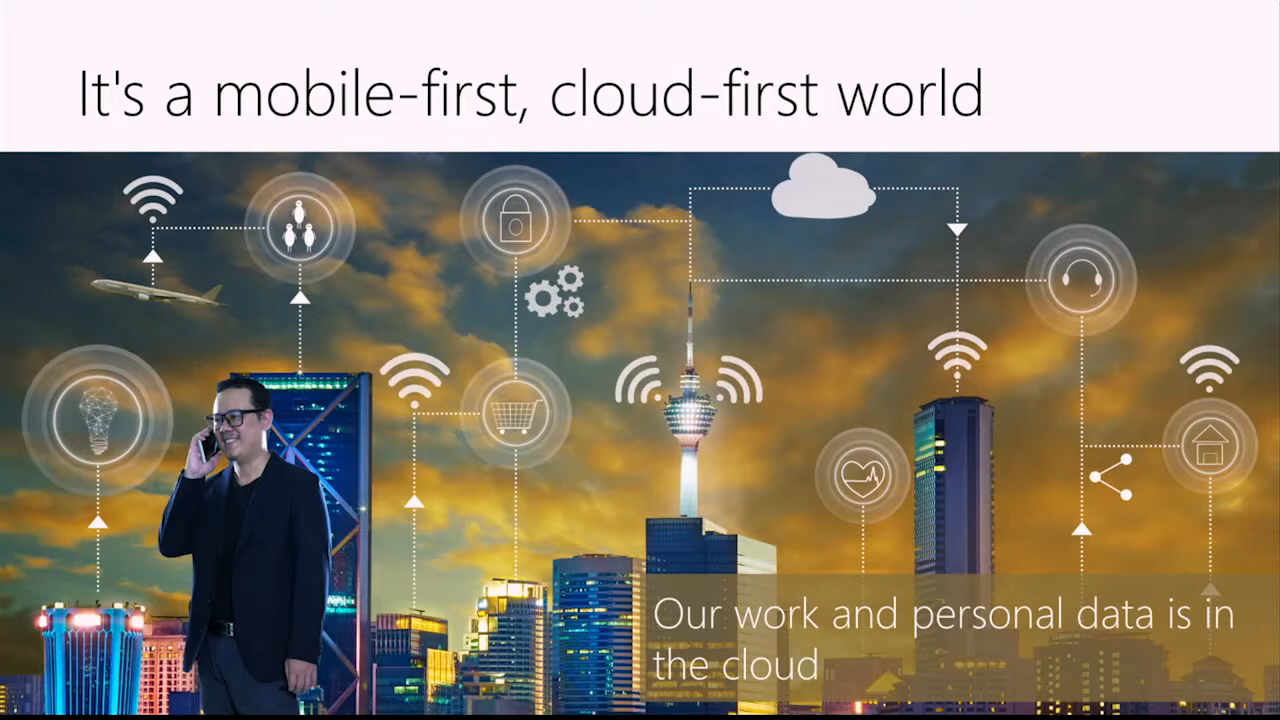 It's a mobile-first, cloud-first world
Our work and personal data is in
the cloud